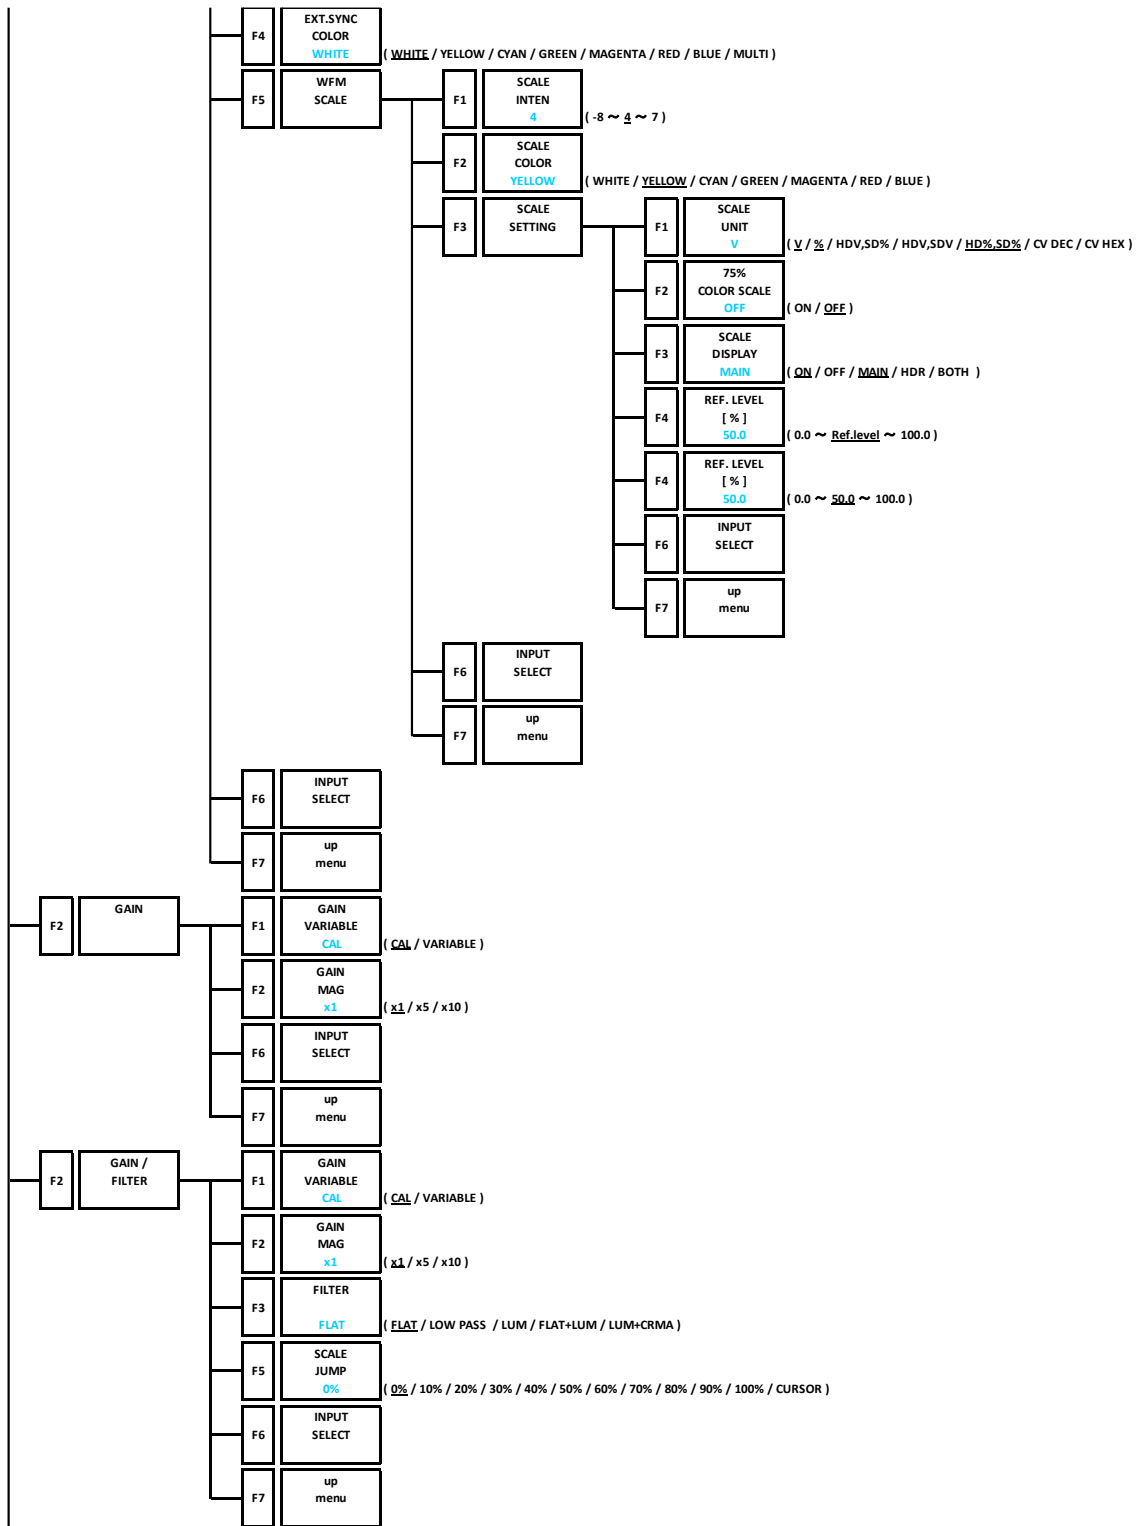 F4
EXT.SYNC
COLOR
WHITE
( WHITE / YELLOW / CYAN / GREEN / MAGENTA / RED / BLUE / MULTI )
F5
WFM
SCALE
F1
SCALE
INTEN
4
( -8 ~ 4 ~ 7 )
F2
SCALE
COLOR
YELLOW
( WHITE / YELLOW / CYAN / GREEN / MAGENTA / RED / BLUE )
F3
SCALE
SETTING
F1
SCALE
UNIT
V
( V / % / HDV,SD% / HDV,SDV / HD%,SD% / CV DEC / CV HEX )
F2
75%
COLOR SCALE
OFF
( ON / OFF )
F3
SCALE
DISPLAY
MAIN
( ON / OFF / MAIN / HDR / BOTH )
F4
REF. LEVEL
[ % ]
50.0
( 0.0 ~ Ref.level ~ 100.0 )
F4
REF. LEVEL
[ % ]
50.0
( 0.0 ~ 50.0 ~ 100.0 )
F6
INPUT
SELECT
F7
up
menu
F6
INPUT
SELECT
F7
up
menu
F6
INPUT
SELECT
F7
up
menu
F2
GAIN
F1
GAIN
VARIABLE
CAL
( CAL / VARIABLE )
F2
GAIN
MAG
x1
( x1 / x5 / x10 )
F6
INPUT
SELECT
F7
up
menu
F2
GAIN /
FILTER
F1
GAIN
VARIABLE
CAL
( CAL / VARIABLE )
F2
GAIN
MAG
x1
( x1 / x5 / x10 )
F3
FILTER
FLAT
( FLAT / LOW PASS / LUM / FLAT+LUM / LUM+CRMA )
F5
SCALE
JUMP
0%
( 0% / 10% / 20% / 30% / 40% / 50% / 60% / 70% / 80% / 90% / 100% / CURSOR )
F6
INPUT
SELECT
F7
up
menu